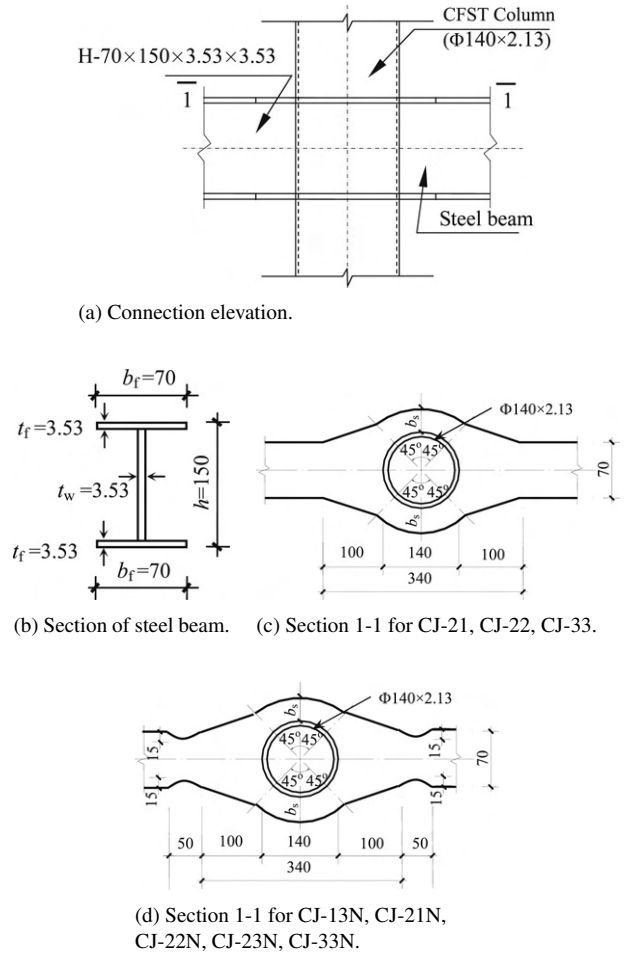 CFST Column
(Φ140×2.13)
H-70×150×3.53×3.53
1
1
Steel beam
(a) Connection elevation.
b_f=70
t_f=3.53
t_w=3.53
h=150
t_f=3.53
b_f=70
(b) Section of steel beam.
Φ140×2.13
b_s
45° 45°
45° 45°
b_s
70
100 140 100
340
(c) Section 1-1 for CJ-21, CJ-22, CJ-33.
Φ140×2.13
b_s
45° 45°
45° 45°
b_s
15 15
15 15
70
50 100 140 100 50
340
(d) Section 1-1 for CJ-13N, CJ-21N,
CJ-22N, CJ-23N, CJ-33N.